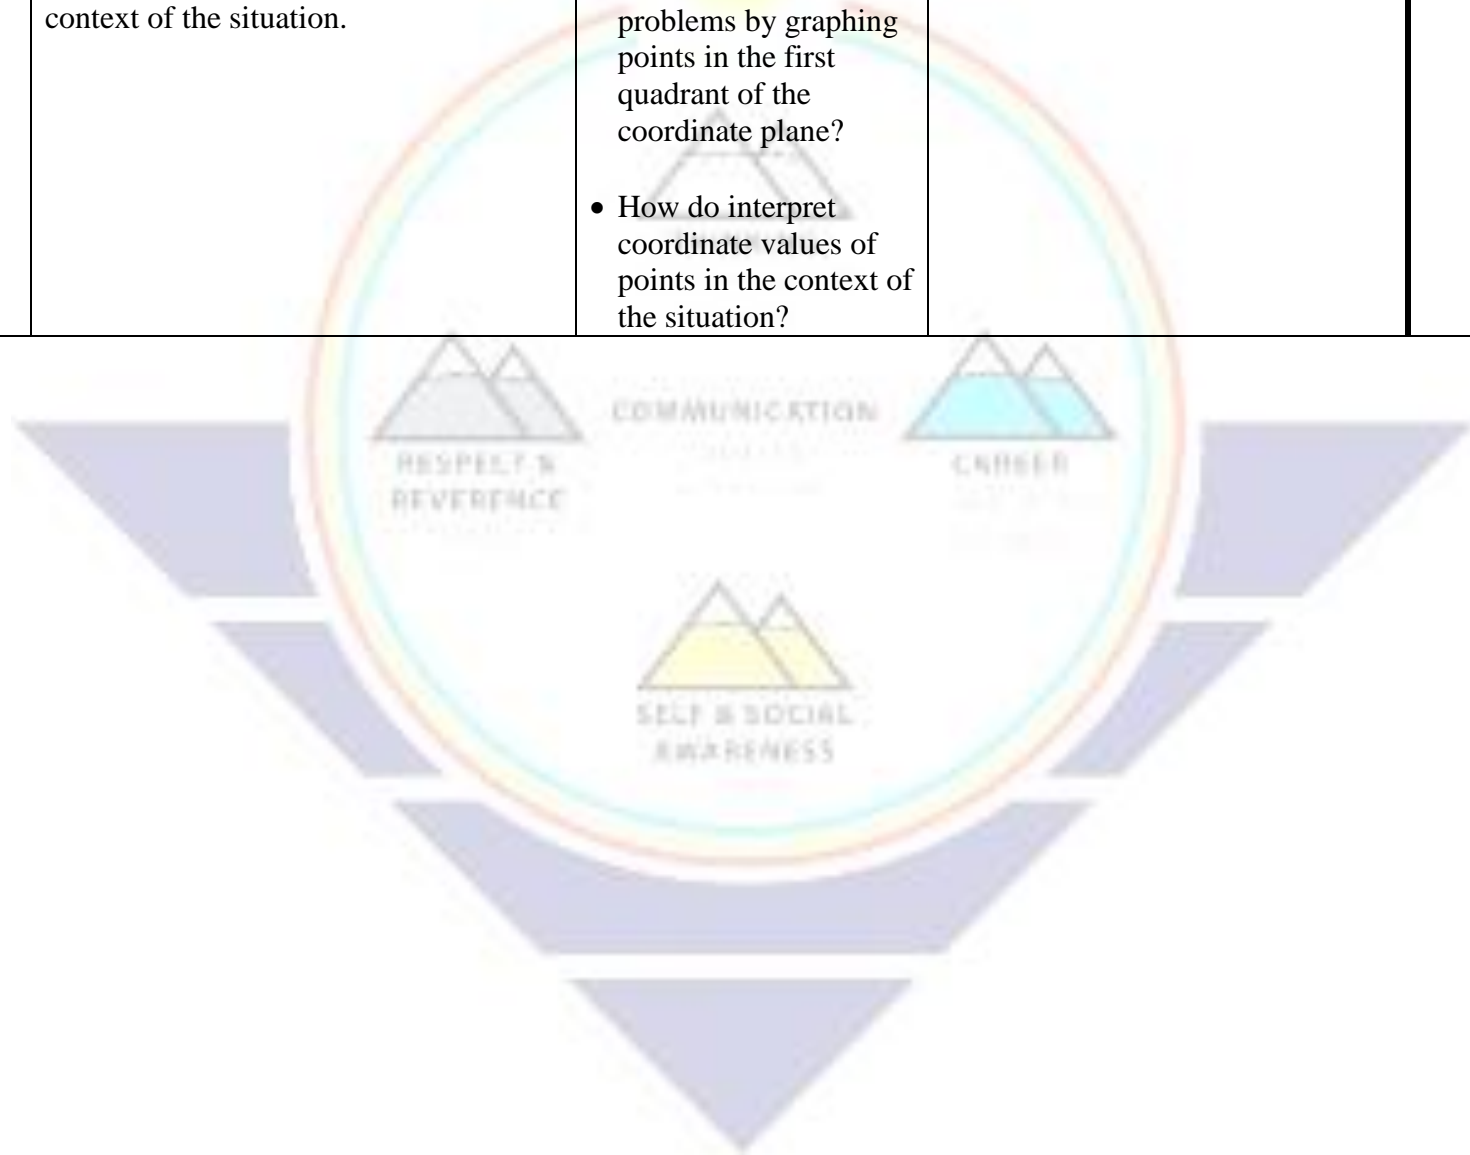 context of the situation.
problems by graphing
points in the first
quadrant of the
coordinate plane?
• How do interpret
coordinate values of
points in the context of
the situation?
COMMUNICATION
RESPECT &
REVERENCE
CAREER
SELF & SOCIAL
AWARENESS